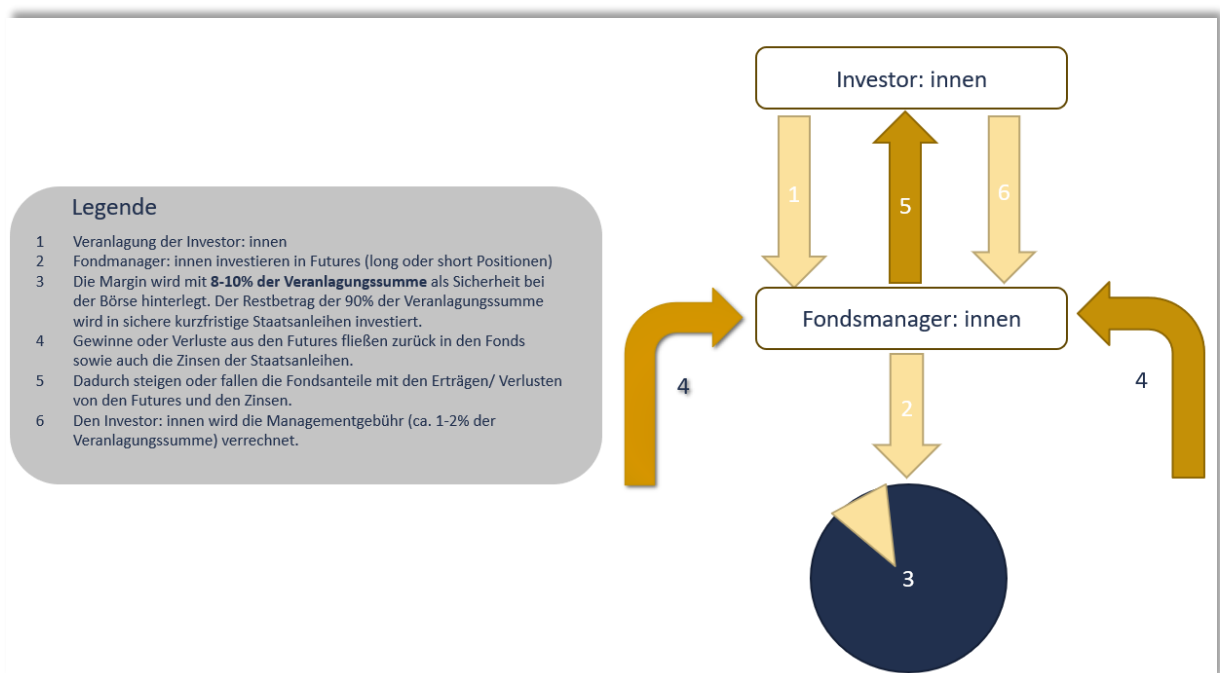 Investor: innen
1
5
6
Legende
1 Veranlagung der Investor: innen
2 Fondmanager: innen investieren in Futures (long oder short Positionen)
3 Die Margin wird mit 8-10% der Veranlagungssumme als Sicherheit bei
der Börse hinterlegt. Der Restbetrag der 90% der Veranlagungssumme
wird in sichere kurzfristige Staatsanleihen investiert.
4 Gewinne oder Verluste aus den Futures fließen zurück in den Fonds
sowie auch die Zinsen der Staatsanleihen.
5 Dadurch steigen oder fallen die Fondsanteile mit den Erträgen/ Verlusten
von den Futures und den Zinsen.
6 Den Investor: innen wird die Managementgebühr (ca. 1-2% der
Veranlagungssumme) verrechnet.
Fondsmanager: innen
4
4
2
3